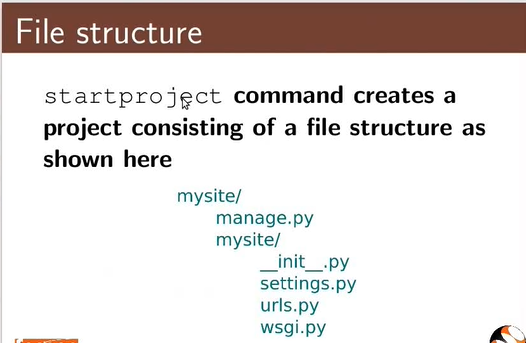 File structure
startproject command creates a
project consisting of a file structure as
shown here
mysite/
manage.py
mysite/
__init__.py
settings.py
urls.py
wsgi.py